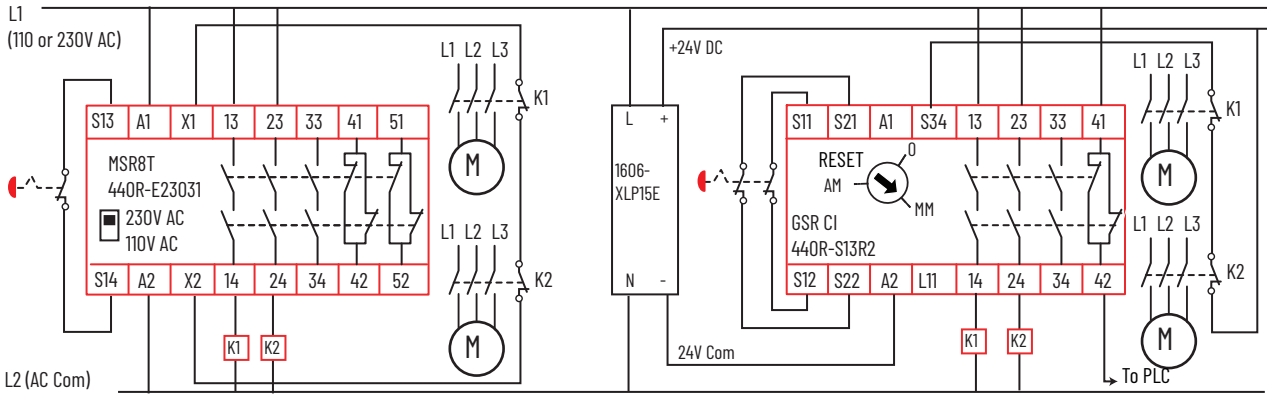 L1
(110 or 230V AC)
S13 A1 X1 13 23 33 41 51
MSR8T
440R-E23031
230V AC
110V AC
S14 A2 X2 14 24 34 42 52
K1 K2
L2 (AC Com)
L1 L2 L3
K1
M
L1 L2 L3
K2
M
+24V DC
L +
1606-
XLP15E
N -
24V Com
S11 S21 A1 S34 13 23 33 41
RESET
0
AM
MM
GSR CI
440R-S13R2
S12 S22 A2 L11 14 24 34 42
K1 K2
To PLC
L1 L2 L3
K1
M
L1 L2 L3
K2
M